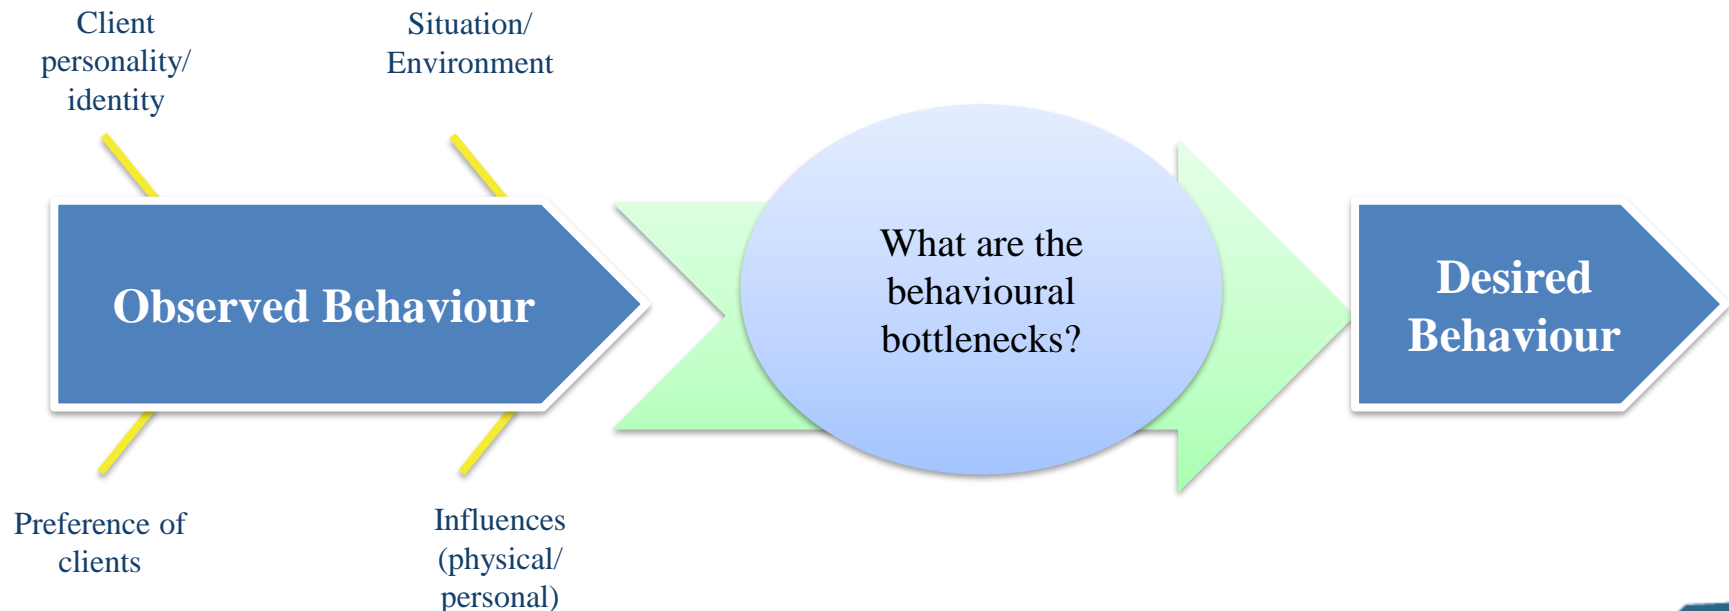 Client
personality/
identity
Situation/
Environment
Observed Behaviour
What are the
behavioural
bottlenecks?
Desired
Behaviour
Preference of
clients
Influences
(physical/
personal)